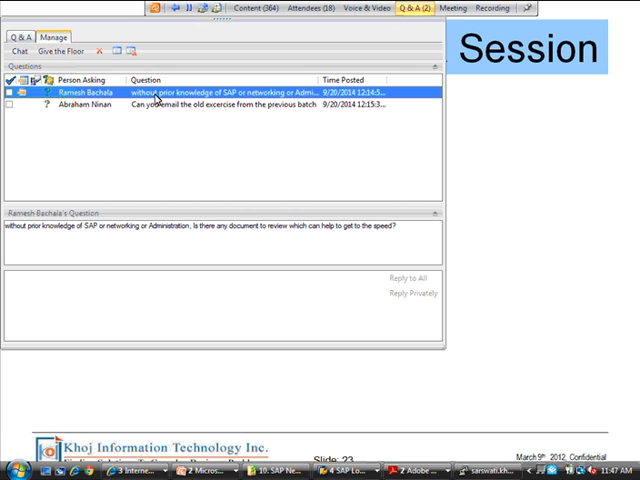 Content (364) Attendees (18) Voice & Video Q & A (2) Meeting Recording
Session
Q & A Manage
Chat Give the Floor
Questions
Person Asking Question Time Posted
Ramesh Bachala without prior knowledge of SAP or networking or Admi... 9/20/2014 12:14:5...
Abraham Ninan Can you email the old excercise from the previous batch 9/20/2014 12:15:3...
Ramesh Bachala's Question
without prior knowledge of SAP or networking or Administration, Is there any document to review which can help to get to the speed?
Reply to All
Reply Privately
Khoj Information Technology Inc.
Slide: 23
March 9th 2012, Confidential
3 Interne... 2 Micros... 10. SAP Ne... 4 SAP Lo... 2 Adobe ... sarswati.kh... 11:47 AM